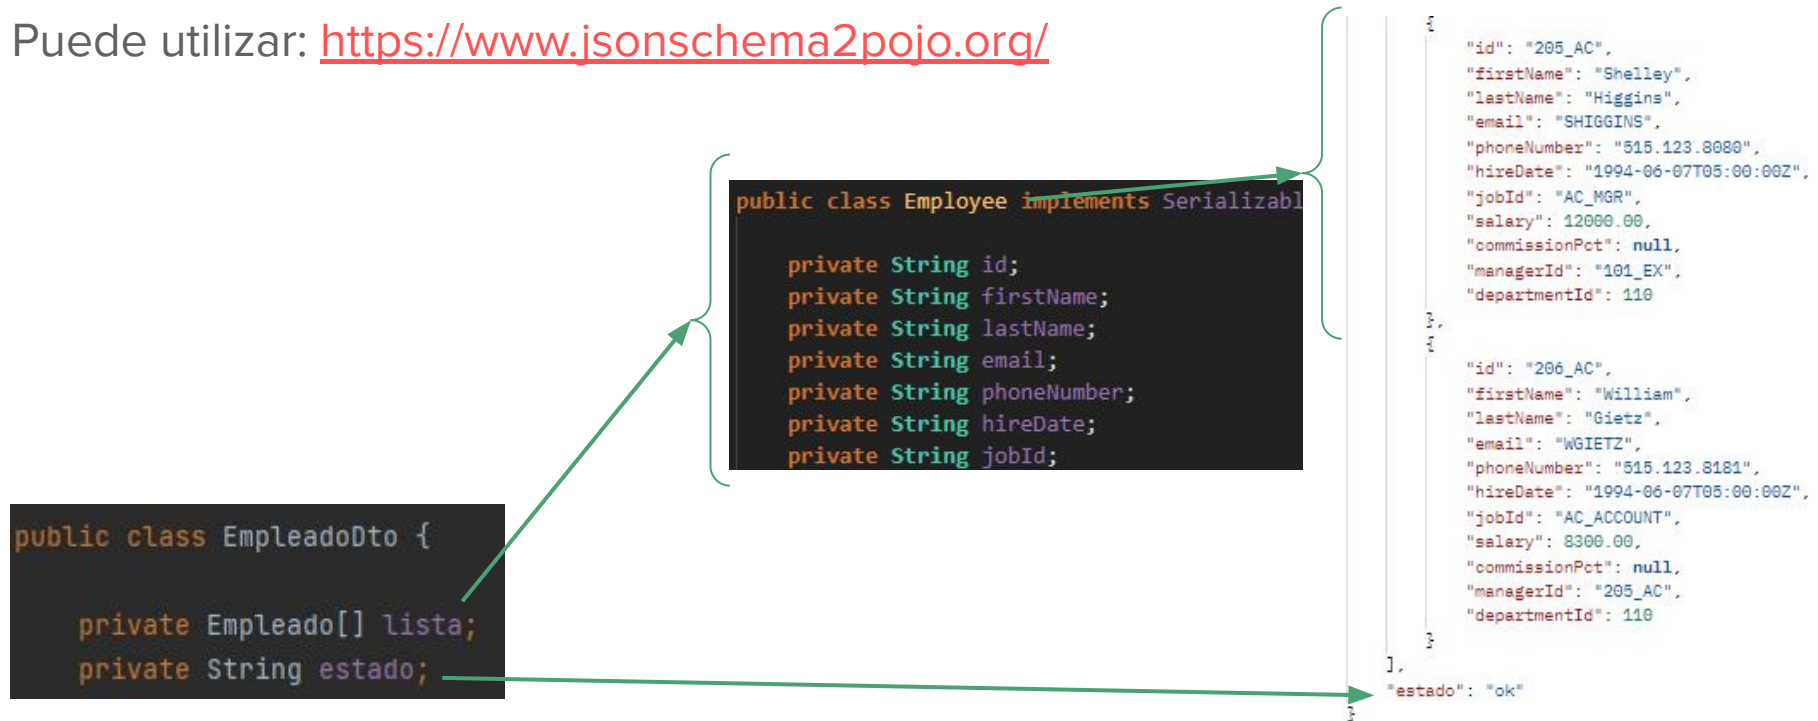 Puede utilizar: https://www.jsonschema2pojo.org/
public class EmpleadoDto {
private Empleado[] lista;
private String estado;
public class Employee implements Serializabl
private String id;
private String firstName;
private String lastName;
private String email;
private String phoneNumber;
private String hireDate;
private String jobId;
{
"id": "205_AC",
"firstName": "Shelley",
"lastName": "Higgins",
"email": "SHIGGINS",
"phoneNumber": "515.123.8080",
"hireDate": "1994-06-07T05:00:00Z",
"jobId": "AC_MGR",
"salary": 12000.00,
"commissionPct": null,
"managerId": "101_EX",
"departmentId": 110
},
{
"id": "206_AC",
"firstName": "William",
"lastName": "Gietz",
"email": "WGIETZ",
"phoneNumber": "515.123.8181",
"hireDate": "1994-06-07T05:00:00Z",
"jobId": "AC_ACCOUNT",
"salary": 8300.00,
"commissionPct": null,
"managerId": "205_AC",
"departmentId": 110
}
],
"estado": "ok"
}